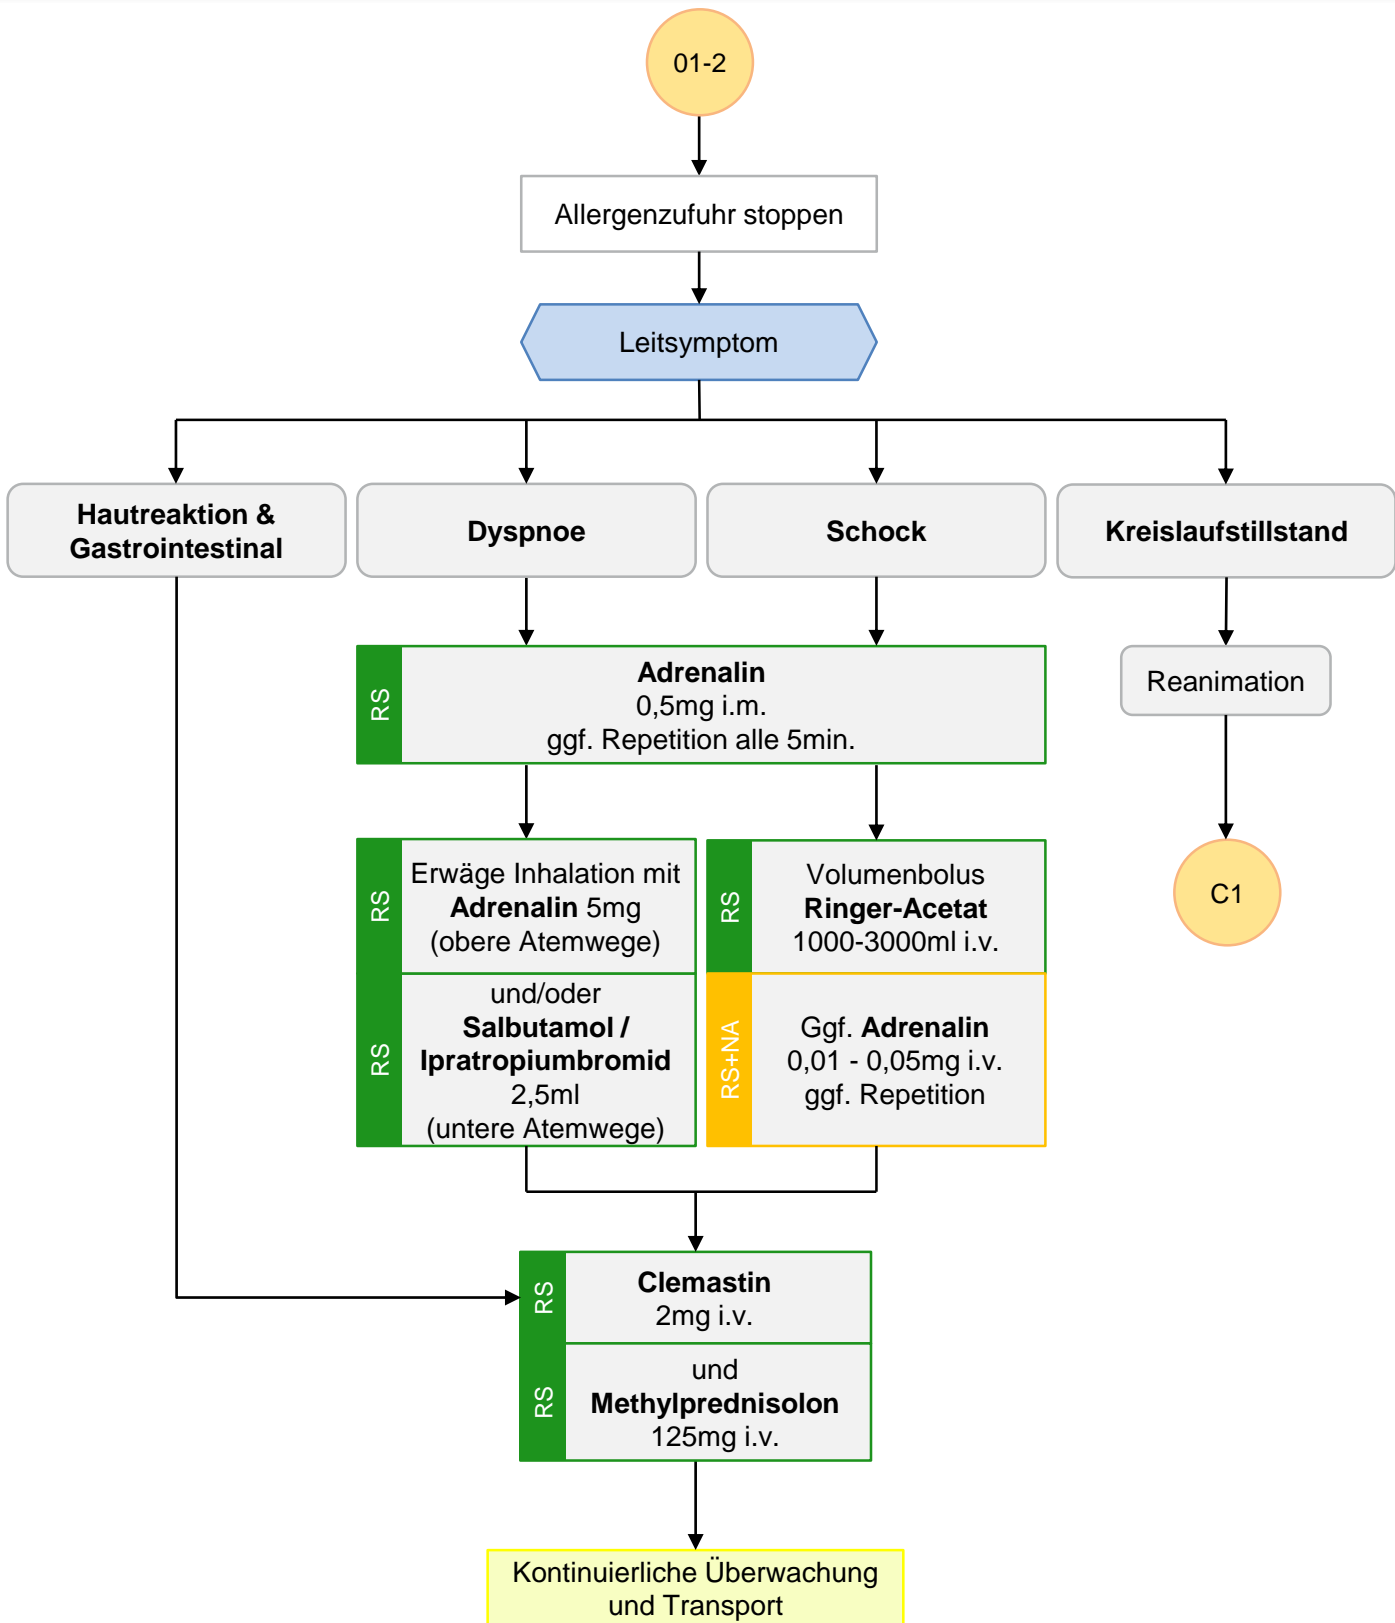 01-2
Allergenzufuhr stoppen
Leitsymptom
Hautreaktion &
Gastrointestinal
Dyspnoe
Schock
Kreislaufstillstand
RS
Adrenalin
0,5mg i.m.
ggf. Repetition alle 5min.
Reanimation
RS
Erwäge Inhalation mit
Adrenalin 5mg
(obere Atemwege)
RS
und/oder
Salbutamol /
Ipratropiumbromid
2,5ml
(untere Atemwege)
RS
Volumenbolus
Ringer-Acetat
1000-3000ml i.v.
RS+NA
Ggf. Adrenalin
0,01 - 0,05mg i.v.
ggf. Repetition
C1
RS
Clemastin
2mg i.v.
RS
und
Methylprednisolon
125mg i.v.
Kontinuierliche Überwachung
und Transport